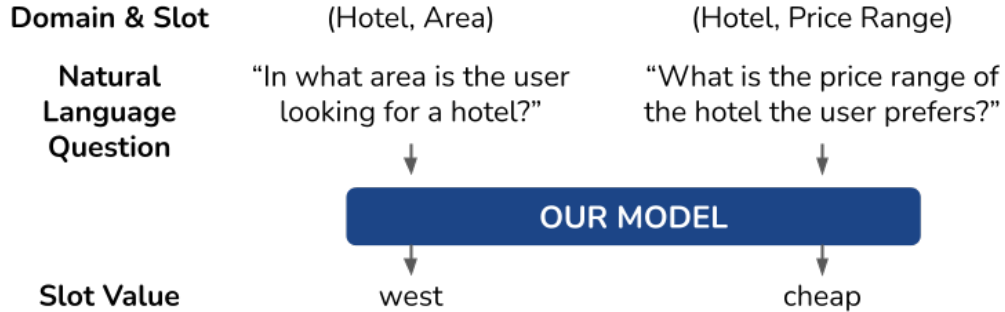 Domain & Slot (Hotel, Area) (Hotel, Price Range)
Natural Language Question
“In what area is the user
looking for a hotel?”
“What is the price range of
the hotel the user prefers?”
OUR MODEL
Slot Value west cheap